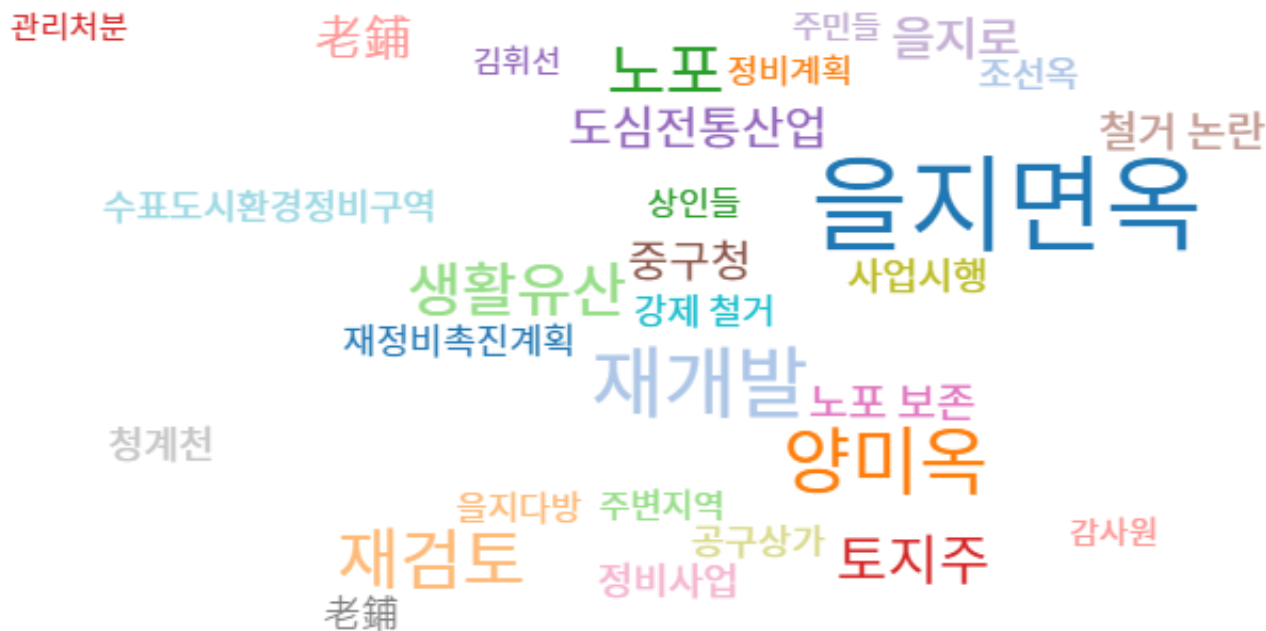 관리처분
老鋪
주민들
을지로
김휘선
노포
정비계획
조선옥
도심전통산업
철거 논란
을지면옥
수표도시환경정비구역
상인들
중구청
사업시행
생활유산
강제 철거
재정비촉진계획
재개발
노포 보존
청계천
양미옥
을지다방
주변지역
공구상가
감사원
재검토
토지주
정비사업
老鋪